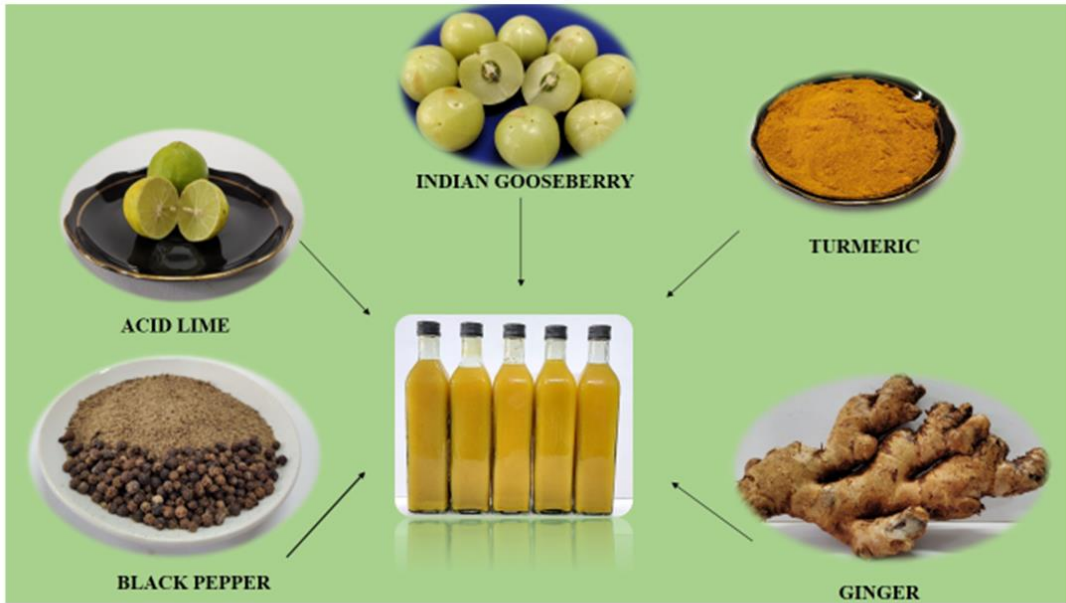 INDIAN GOOSEBERRY
TURMERIC
ACID LIME
BLACK PEPPER
GINGER